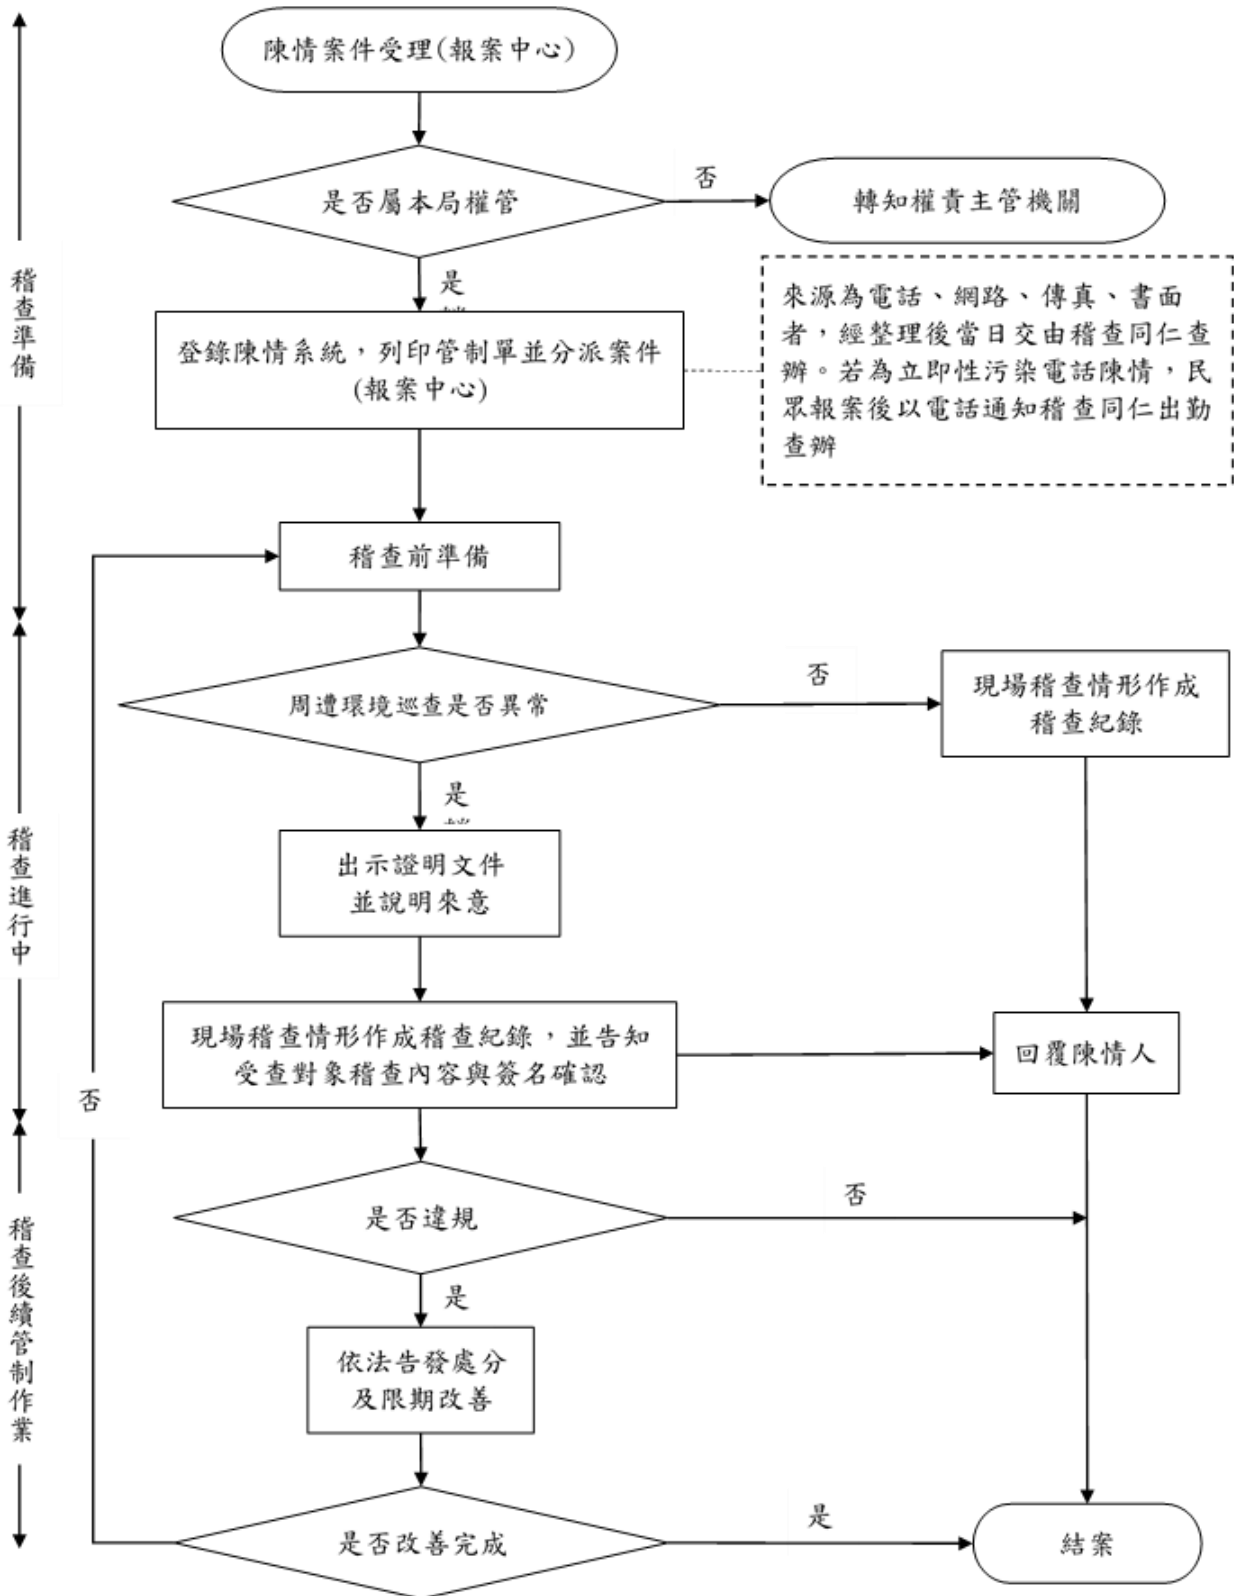 陳情案件受理(報案中心)
是否屬本局權管
否
轉知權責主管機關
是
來源為電話、網路、傳真、書面
者，經整理後當日交由稽查同仁查
辦。若為立即性污染電話陳情，民
眾報案後以電話通知稽查同仁出勤
查辦
登錄陳情系統，列印管制單並分派案件
(報案中心)
稽查準備
稽查前準備
周遭環境巡查是否異常
否
現場稽查情形作成
稽查紀錄
是
出示證明文件
並說明來意
稽查進行中
現場稽查情形作成稽查紀錄，並告知
受查對象稽查內容與簽名確認
回覆陳情人
否
是否違規
否
是
依法告發處分
及限期改善
稽查後續管制作業
是否改善完成
是
結案